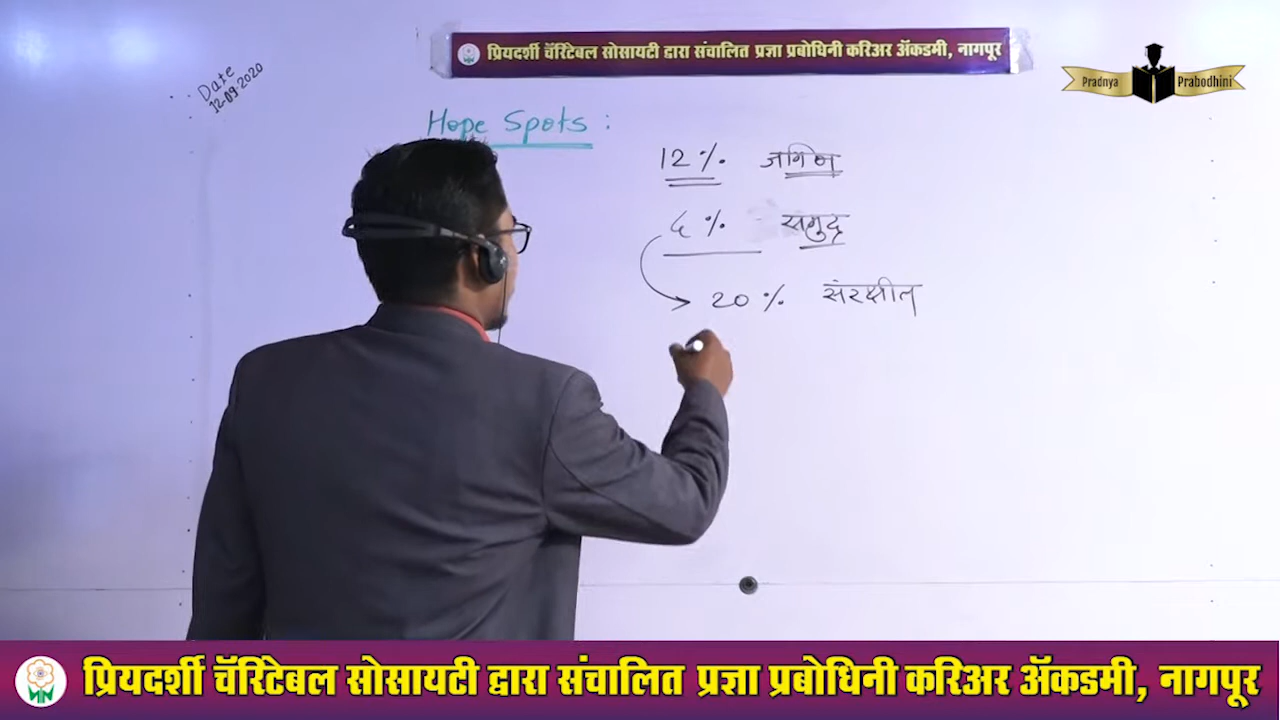 प्रियदर्शी चॅरिटेबल सोसायटी द्वारा संचालित प्रज्ञा प्रबोधिनी करिअर ॲकडमी, नागपूर
Pradnya Prabodhini
Date
12-09-2020
Hope Spots :
12 % जमिन
६ % समुद्र
20 % संरक्षीत
प्रियदर्शी चॅरिटेबल सोसायटी द्वारा संचालित प्रज्ञा प्रबोधिनी करिअर ॲकडमी, नागपूर